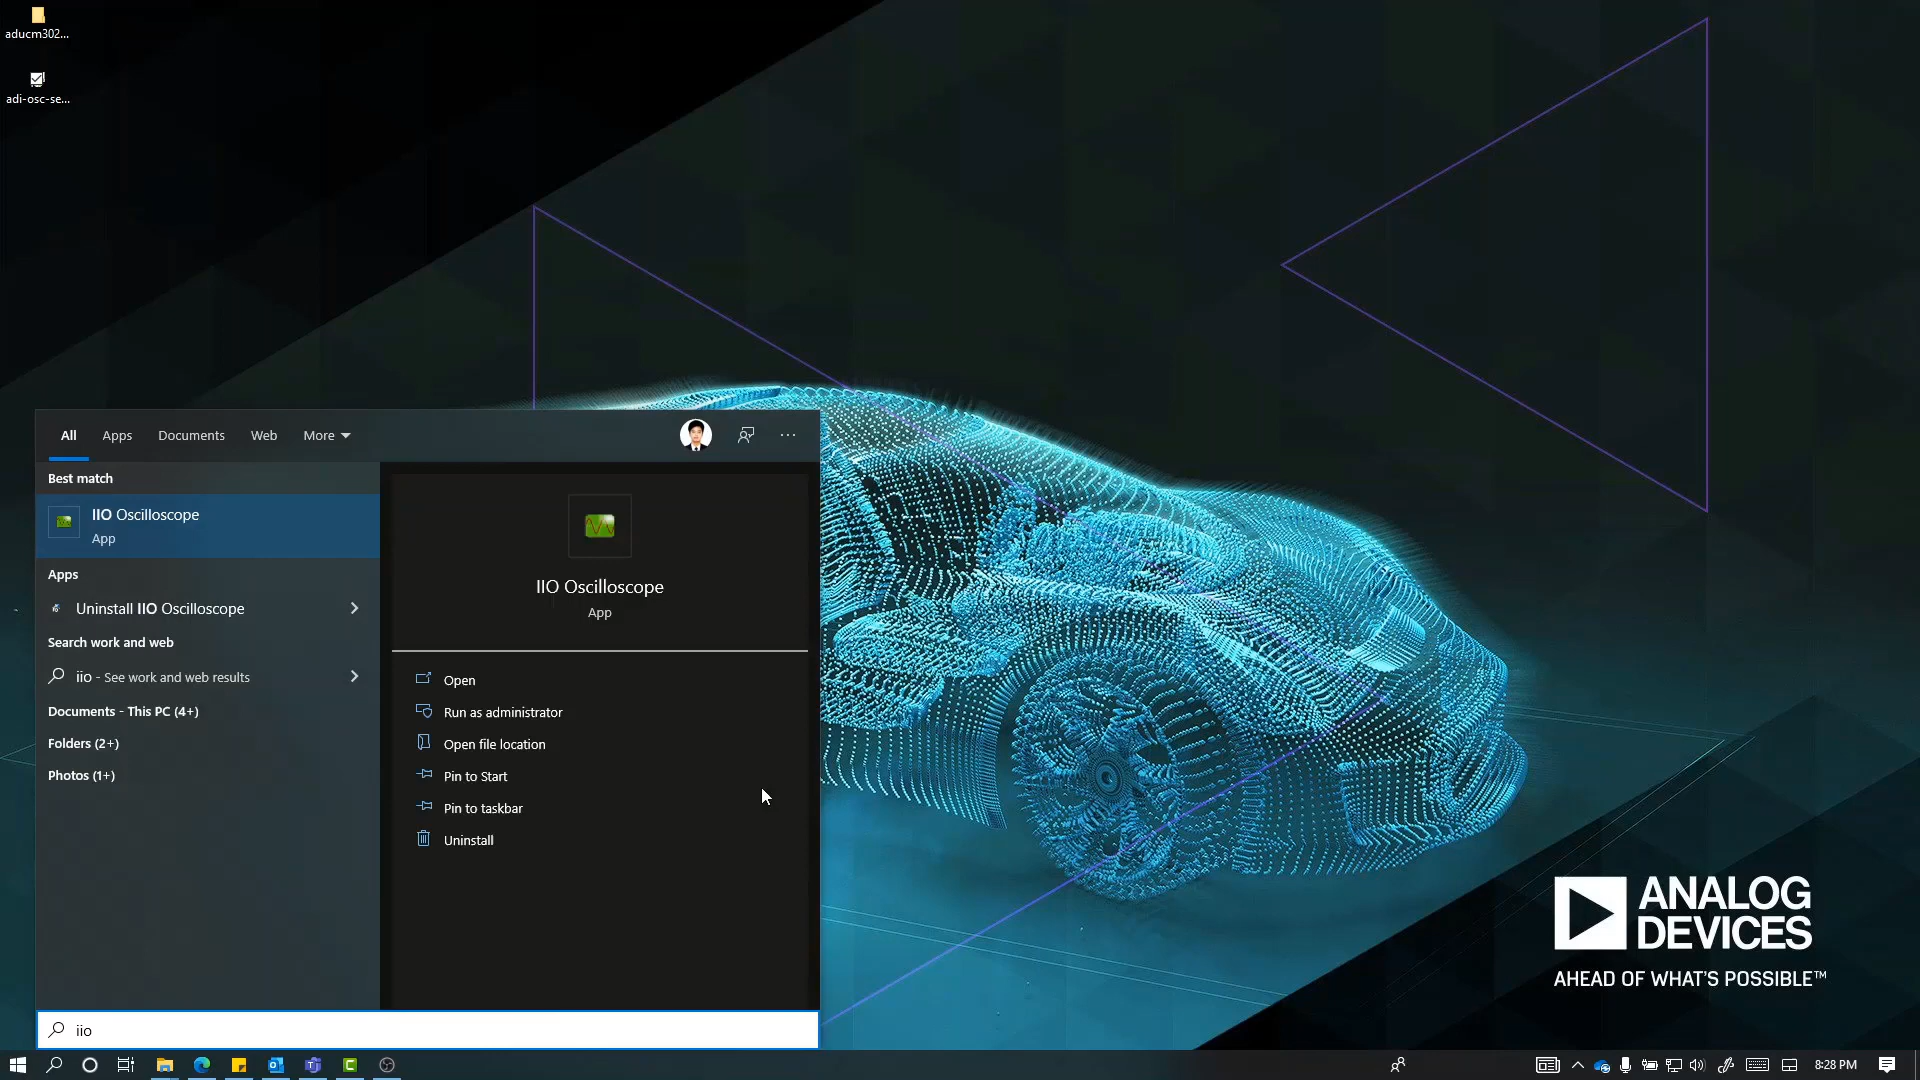 aducm302...
adi-osc-se...
All
Apps
Documents
Web
More
Best match
IIO Oscilloscope
App
Apps
Uninstall IIO Oscilloscope
Search work and web
iio - See work and web results
Documents - This PC (4+)
Folders (2+)
Photos (1+)
IIO Oscilloscope
App
Open
Run as administrator
Open file location
Pin to Start
Pin to taskbar
Uninstall
iio
ANALOG
DEVICES
AHEAD OF WHAT'S POSSIBLE™
8:28 PM